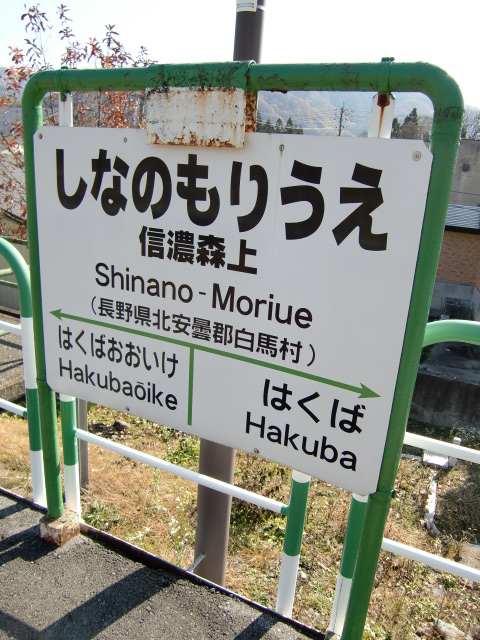 しなのもりうえ
信濃森上
Shinano-Moriue
(長野県北安曇郡白馬村)
はくばおおいけ
Hakubaōike
はくば
Hakuba